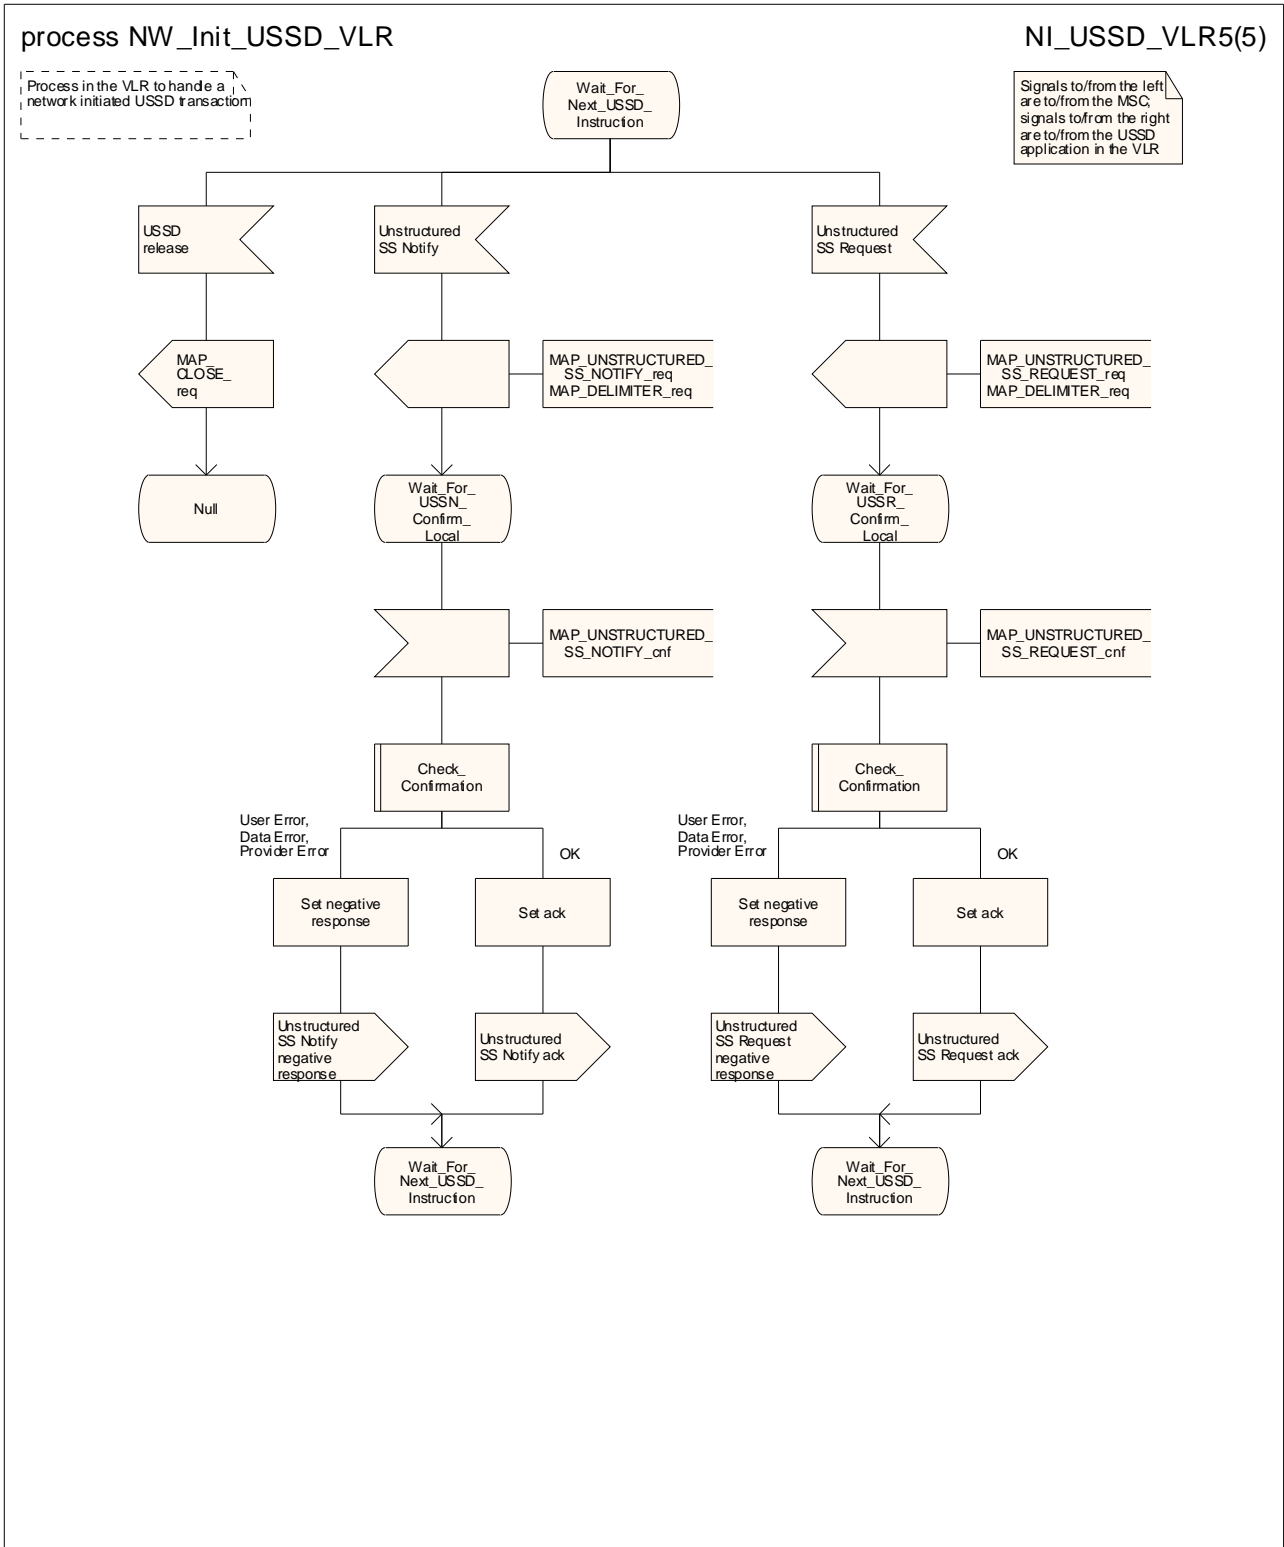 process NW_Init_USSD_VLR
NI_USSD_VLR5(5)
Process in the VLR to handle a
network initiated USSD transaction
Wait_For_
Next_USSD_
Instruction
Signals to/from the left
are to/from the MSC;
signals to/from the right
are to/from the USSD
application in the VLR
USSD
release
Unstructured
SS Notify
Unstructured
SS Request
MAP_
CLOSE_
req
MAP_UNSTRUCTURED_
SS_NOTIFY_req
MAP_DELIMITER_req
MAP_UNSTRUCTURED_
SS_REQUEST_req
MAP_DELIMITER_req
Null
Wait_For_
USSN_
Confirm_
Local
Wait_For_
USSR_
Confirm_
Local
MAP_UNSTRUCTURED_
SS_NOTIFY_cnf
MAP_UNSTRUCTURED_
SS_REQUEST_cnf
Check_
Confirmation
Check_
Confirmation
User Error,
Data Error,
Provider Error
OK
User Error,
Data Error,
Provider Error
OK
Set negative
response
Set ack
Set negative
response
Set ack
Unstructured
SS Notify
negative
response
Unstructured
SS Notify ack
Unstructured
SS Request
negative
response
Unstructured
SS Request ack
Wait_For_
Next_USSD_
Instruction
Wait_For_
Next_USSD_
Instruction